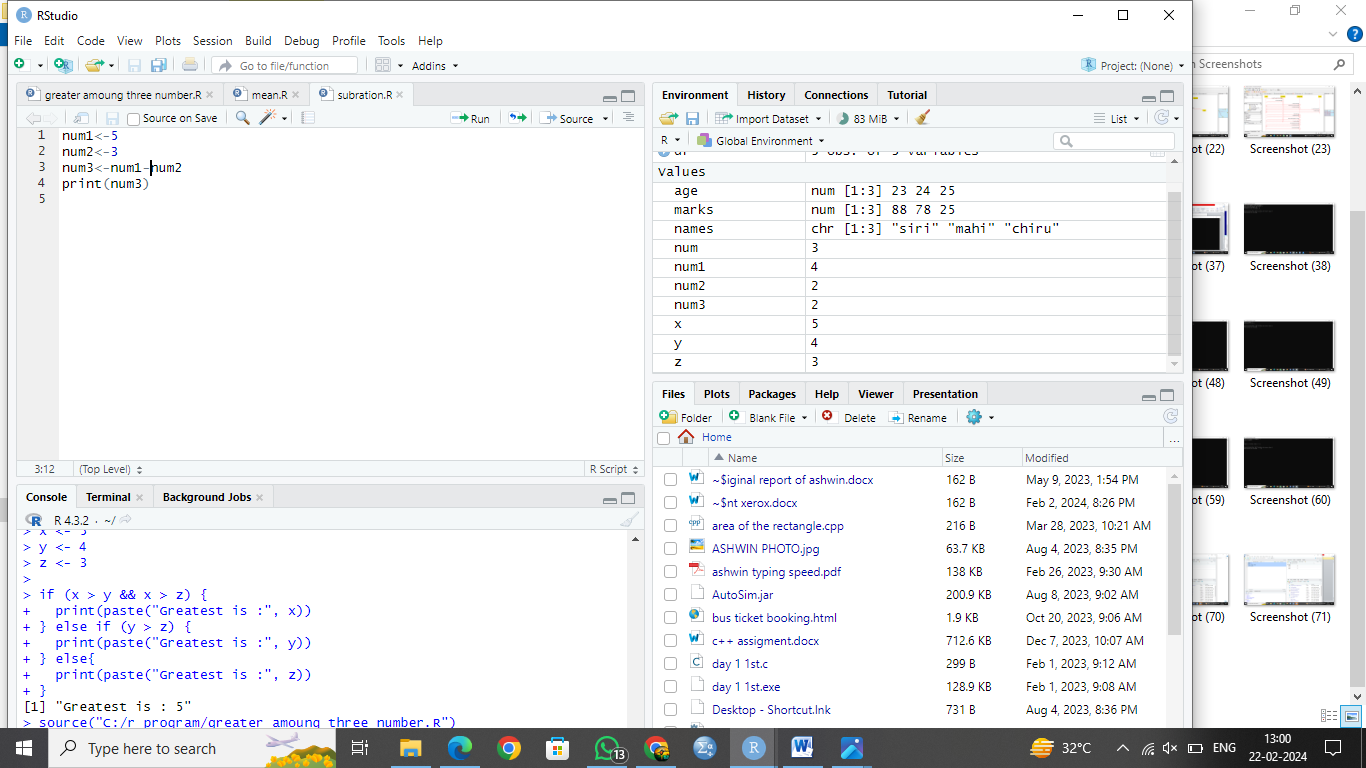 RStudio
File Edit Code View Plots Session Build Debug Profile Tools Help
Go to file/function
Addins
Project: (None)
greater amoung three number.R
mean.R
subration.R
Source on Save
Run
Source
1 num1<-5
2 num2<-3
3 num3<-num1-num2
4 print(num3)
5
3:12 (Top Level) R Script
Console Terminal Background Jobs
R 4.3.2 · ~/
> y <- 4
> z <- 3
>
> if (x > y && x > z) {
+ print(paste("Greatest is :", x))
+ } else if (y > z) {
+ print(paste("Greatest is :", y))
+ } else{
+ print(paste("Greatest is :", z))
+ }
[1] "Greatest is : 5"
> source("C:/r program/greater amoung three number.R")
Environment History Connections Tutorial
Import Dataset 83 MiB List
R Global Environment
Values
age num [1:3] 23 24 25
marks num [1:3] 88 78 25
names chr [1:3] "siri" "mahi" "chiru"
num 3
num1 4
num2 2
num3 2
x 5
y 4
z 3
Files Plots Packages Help Viewer Presentation
Folder Blank File Delete Rename
Home ...
Name Size Modified
~$iginal report of ashwin.docx 162 B May 9, 2023, 1:54 PM
~$nt xerox.docx 162 B Feb 2, 2024, 8:26 PM
area of the rectangle.cpp 216 B Mar 28, 2023, 10:21 AM
ASHWIN PHOTO.jpg 63.7 KB Aug 4, 2023, 8:35 PM
ashwin typing speed.pdf 138 KB Feb 26, 2023, 9:30 AM
AutoSim.jar 200.9 KB Aug 8, 2023, 9:02 AM
bus ticket booking.html 1.9 KB Oct 20, 2023, 9:06 AM
c++ assigment.docx 712.6 KB Dec 7, 2023, 10:07 AM
day 1 1st.c 299 B Feb 1, 2023, 9:12 AM
day 1 1st.exe 128.9 KB Feb 1, 2023, 9:08 AM
Desktop - Shortcut.lnk 731 B Aug 4, 2023, 8:36 PM
Screenshots
(22) Screenshot (23)
(37) Screenshot (38)
(48) Screenshot (49)
(59) Screenshot (60)
(70) Screenshot (71)
Type here to search
13
32°C
ENG
13:00
22-02-2024